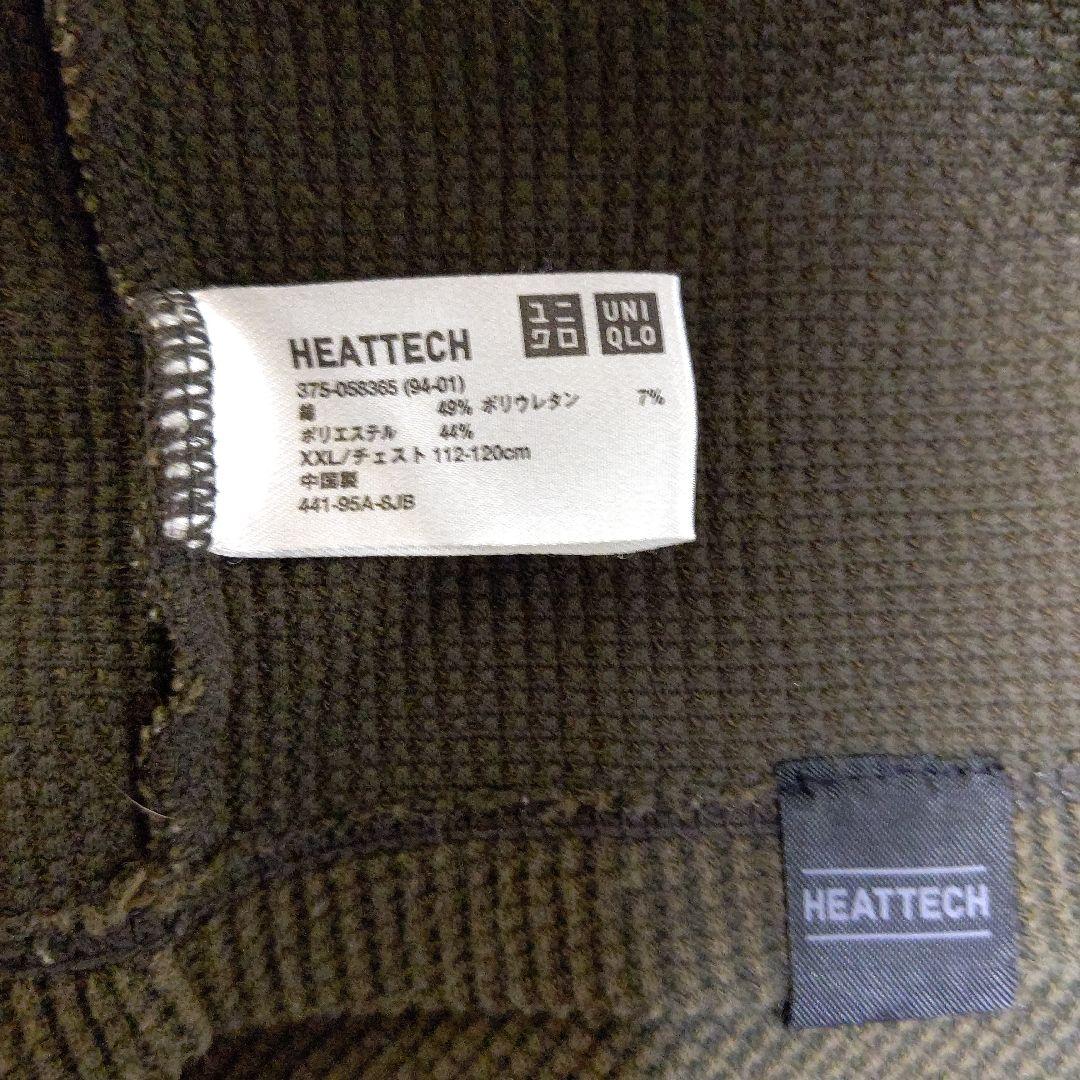 HEATTECH
ユニクロ
UNIQLO
375-058365 (94-01)
綿 49% ポリウレタン 7%
ポリエステル 44%
XXL/チェスト 112-120cm
中国製
441-95A-SJB
HEATTECH